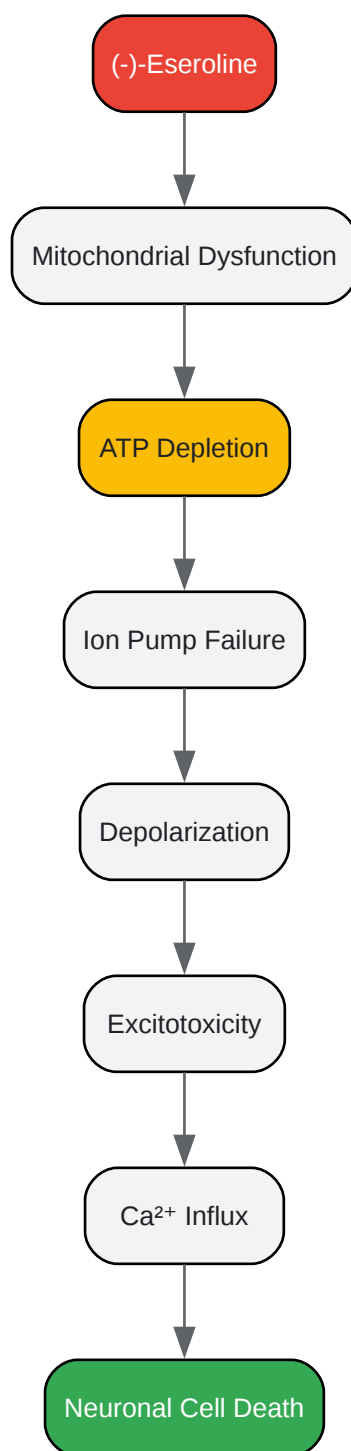 (-)-Eseroline
Mitochondrial Dysfunction
ATP Depletion
Ion Pump Failure
Depolarization
Excitotoxicity
Ca²⁺ Influx
Neuronal Cell Death